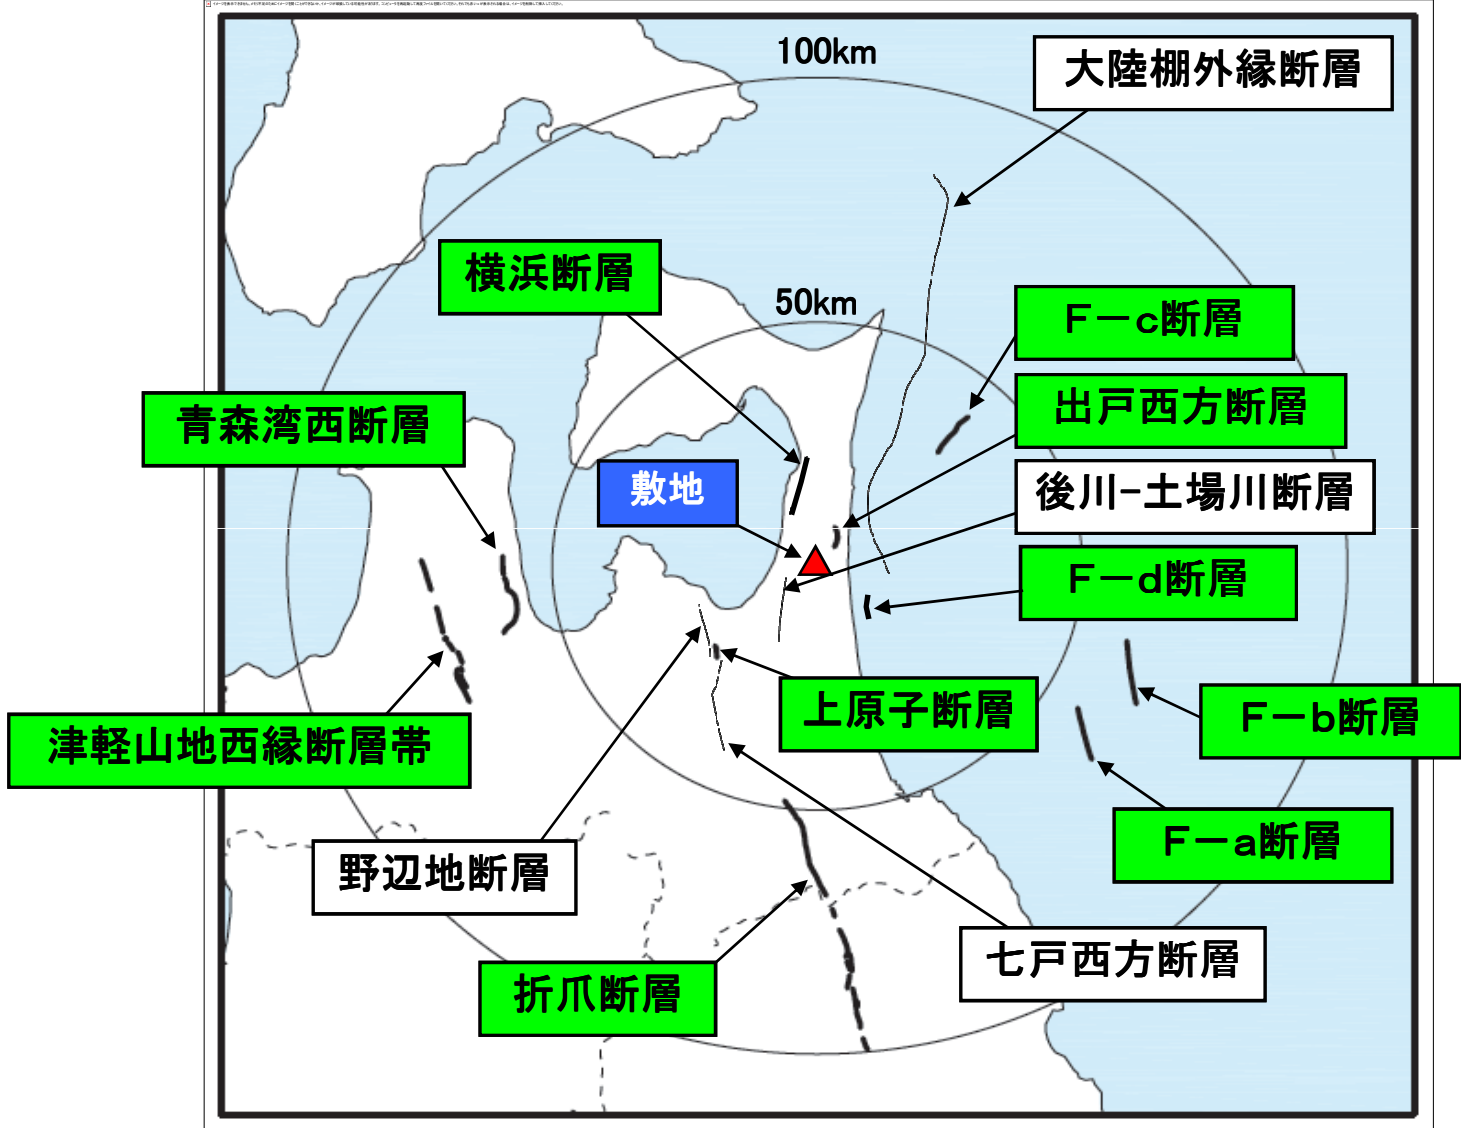 100km
大陸棚外縁断層
横浜断層
50km
F－c断層
青森湾西断層
出戸西方断層
敷地
後川-土場川断層
F－d断層
上原子断層
F－b断層
津軽山地西縁断層帯
F－a断層
野辺地断層
七戸西方断層
折爪断層